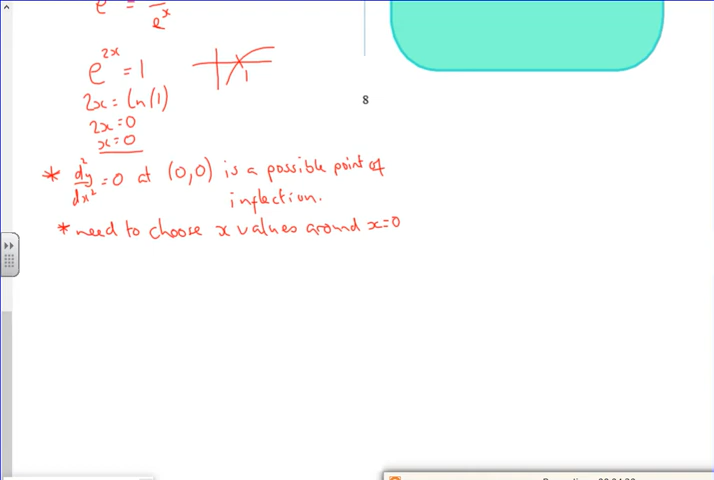 e = 1/e^x
e^2x = 1
2x = ln(1)
2x = 0
x = 0
8
* d²y/dx² = 0 at (0,0) is a possible point of
inflection.
* need to choose x values around x=0